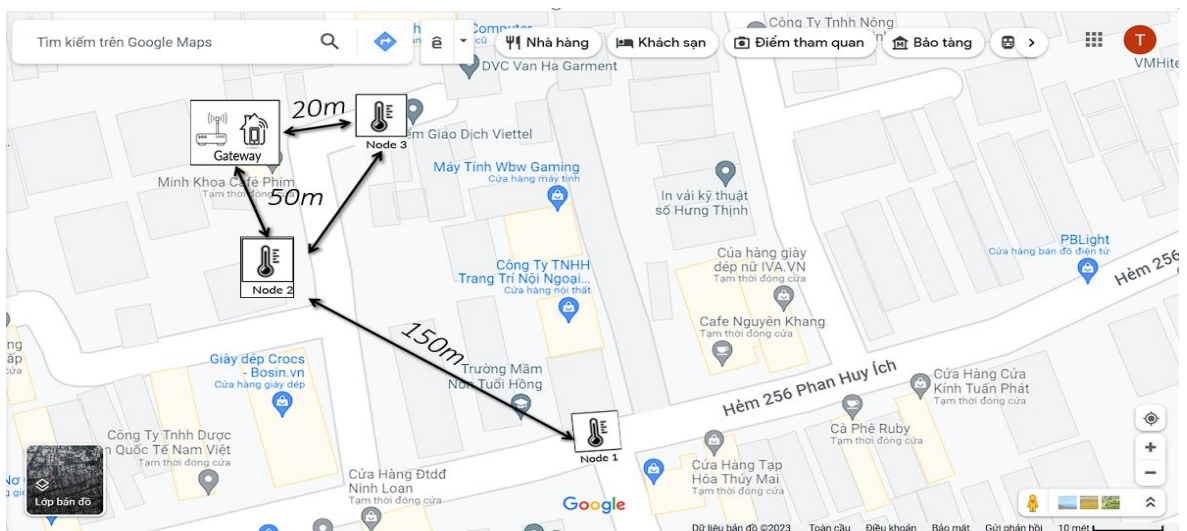 Tìm kiếm trên Google Maps
Nhà hàng
Khách sạn
Điểm tham quan
Bảo tàng
T
Computer
Công Ty Tnhh Nông
VMHite
DVC Van Ha Garment
20m
Gateway
Node 3
ểm Giao Dịch Viettel
Minh Khoa Café Phim
Tạm thời đóng
50m
Máy Tính Wbw Gaming
Cửa hàng máy tính
In vải kỹ thuật
số Hưng Thịnh
Node 2
Công Ty TNHH
Trang Trí Nội Ngoại...
Cửa hàng nội thất
Của hàng giày
dép nữ IVA.VN
Tạm thời đóng cửa
PBLight
Cửa hàng bán đồ điện tử
Hẻm 256
150m
Cafe Nguyên Khang
Tạm thời đóng cửa
Giày dép Crocs
- Bosin.vn
Cửa hàng giày dép
Trường Mầm
Non Tuổi Hồng
Hẻm 256 Phan Huy Ích
Cửa Hàng Cửa
Kính Tuấn Phát
Tạm thời đóng cửa
Node 1
Cà Phê Ruby
Tạm thời đóng cửa
Công Ty Tnhh Dược
n Quốc Tế Nam Việt
Tạm thời đóng cửa
Cửa Hàng Dtdđ
Ninh Loan
Tạm thời đóng cửa
Cửa Hàng Tạp
Hóa Thúy Mai
Tạm thời đóng cửa
Lớp bản đồ
Google
Dữ liệu bản đồ ©2023 Toàn cầu Điều khoản Bảo mật Gửi phản hồi 10 mét